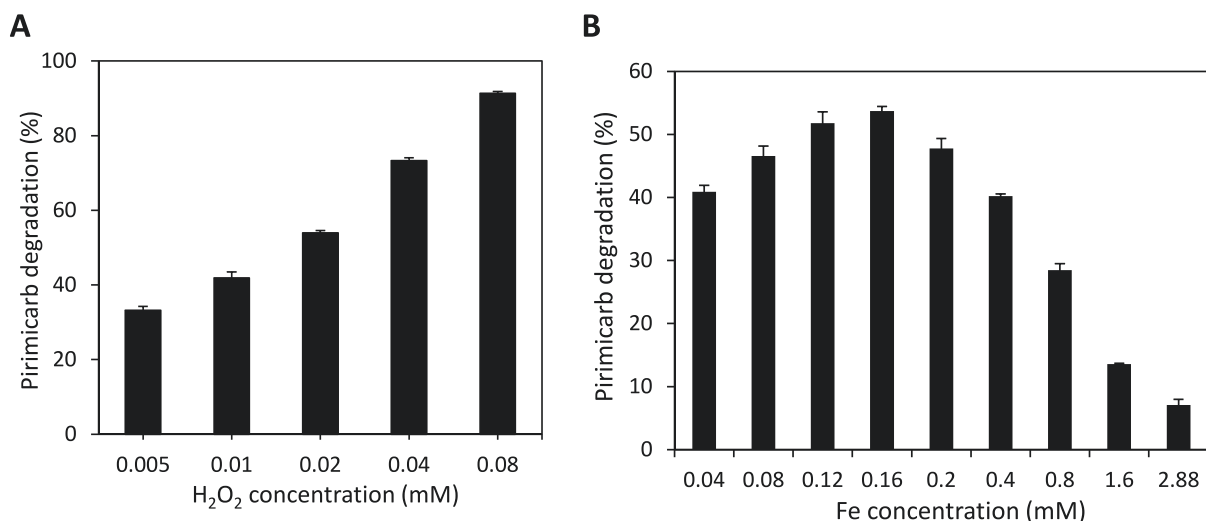 A
Pirimicarb degradation (%)
100
80
60
40
20
0
0.005 0.01 0.02 0.04 0.08
H₂O₂ concentration (mM)
B
Pirimicarb degradation (%)
60
50
40
30
20
10
0
0.04 0.08 0.12 0.16 0.2 0.4 0.8 1.6 2.88
Fe concentration (mM)